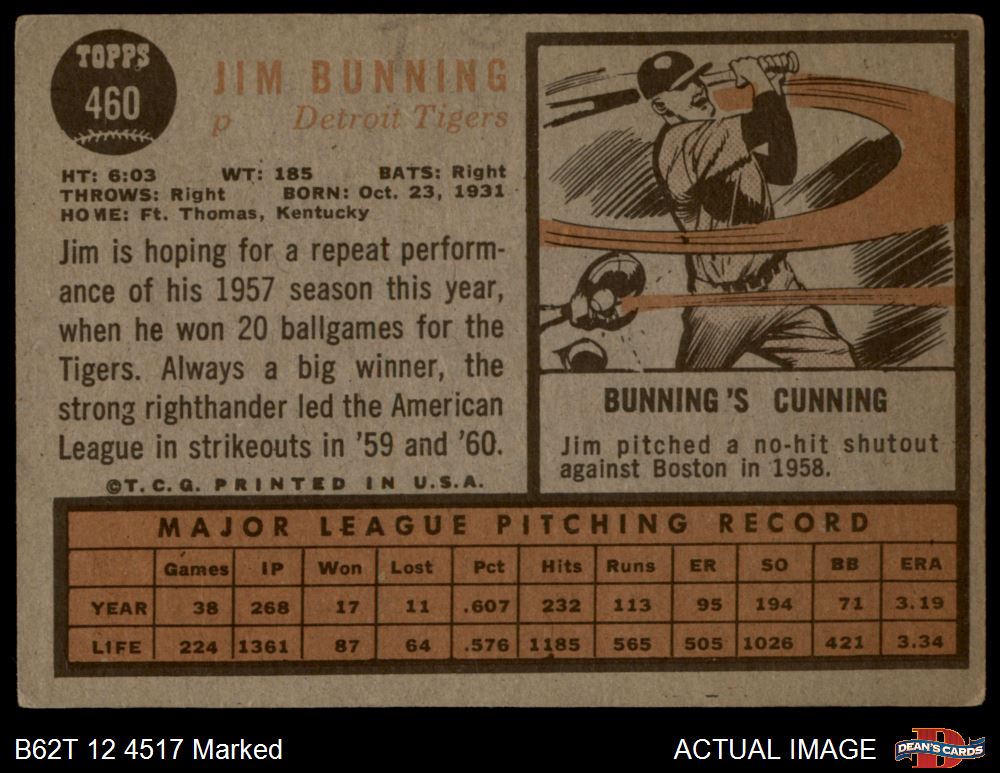 TOPPS
460
JIM BUNNING
p Detroit Tigers
HT: 6:03 WT: 185 BATS: Right
THROWS: Right BORN: Oct. 23, 1931
HOME: Ft. Thomas, Kentucky
Jim is hoping for a repeat perform-
ance of his 1957 season this year,
when he won 20 ballgames for the
Tigers. Always a big winner, the
strong righthander led the American
League in strikeouts in '59 and '60.
©T.C.G. PRINTED IN U.S.A.
BUNNING'S CUNNING
Jim pitched a no-hit shutout
against Boston in 1958.
MAJOR LEAGUE PITCHING RECORD
Games IP Won Lost Pct Hits Runs ER SO BB ERA
YEAR 38 268 17 11 .607 232 113 95 194 71 3.19
LIFE 224 1361 87 64 .576 1185 565 505 1026 421 3.34
B62T 12 4517 Marked
ACTUAL IMAGE
DEAN'S CARDS